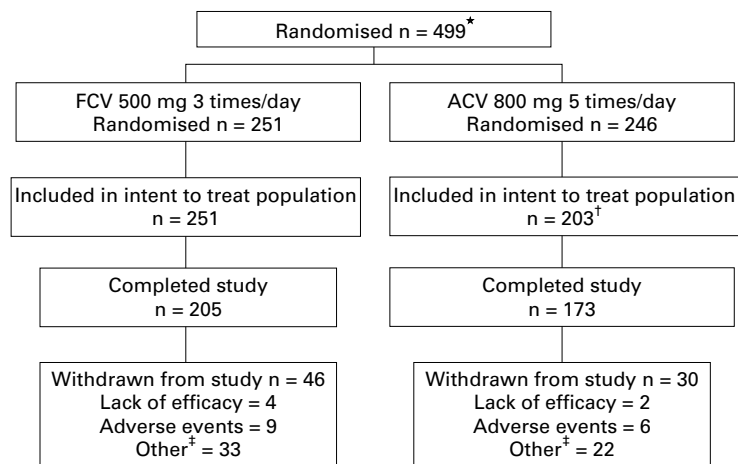 Randomised n = 499*
FCV 500 mg 3 times/day
Randomised n = 251
ACV 800 mg 5 times/day
Randomised n = 246
Included in intent to treat population
n = 251
Included in intent to treat population
n = 203†
Completed study
n = 205
Completed study
n = 173
Withdrawn from study n = 46
Lack of efficacy = 4
Adverse events = 9
Other‡ = 33
Withdrawn from study n = 30
Lack of efficacy = 2
Adverse events = 6
Other‡ = 22